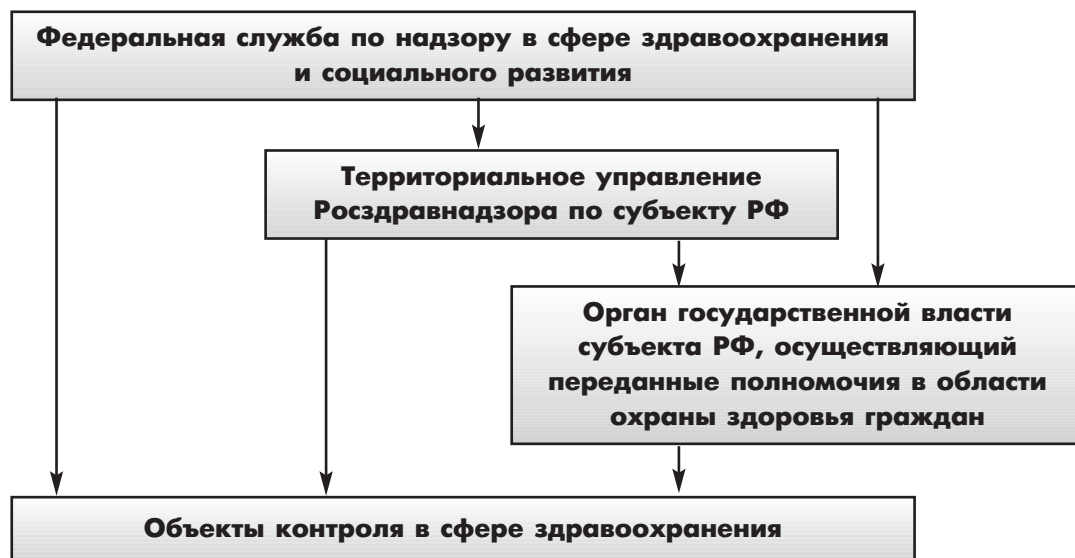 Федеральная служба по надзору в сфере здравоохранения
и социального развития
Территориальное управление
Росздравнадзора по субъекту РФ
Орган государственной власти
субъекта РФ, осуществляющий
переданные полномочия в области
охраны здоровья граждан
Объекты контроля в сфере здравоохранения